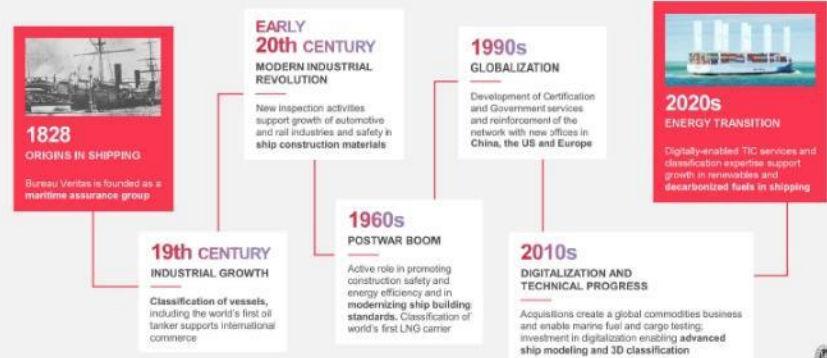 1828
ORIGINS IN SHIPPING
Bureau Veritas is founded as a
maritime assurance group
19th CENTURY
INDUSTRIAL GROWTH
Classification of vessels,
including the world's first oil
tanker supports international
commerce
EARLY
20th CENTURY
MODERN INDUSTRIAL
REVOLUTION
New inspection activities
support growth of automotive
and rail industries and safety in
ship construction materials
1960s
POSTWAR BOOM
Active role in promoting
construction safety and
energy efficiency and in
modernizing ship building
standards. Classification of
world's first LNG carrier
1990s
GLOBALIZATION
Development of Certification
and Government services
and reinforcement of the
network with new offices in
China, the US and Europe
2010s
DIGITALIZATION AND
TECHNICAL PROGRESS
Acquisitions create a global commodities business
and enable marine fuel and cargo testing;
investment in digitalization enabling advanced
ship modeling and 3D classification
2020s
ENERGY TRANSITION
Digitally-enabled TIC services and
classification expertise support
growth in renewables and
decarbonized fuels in shipping